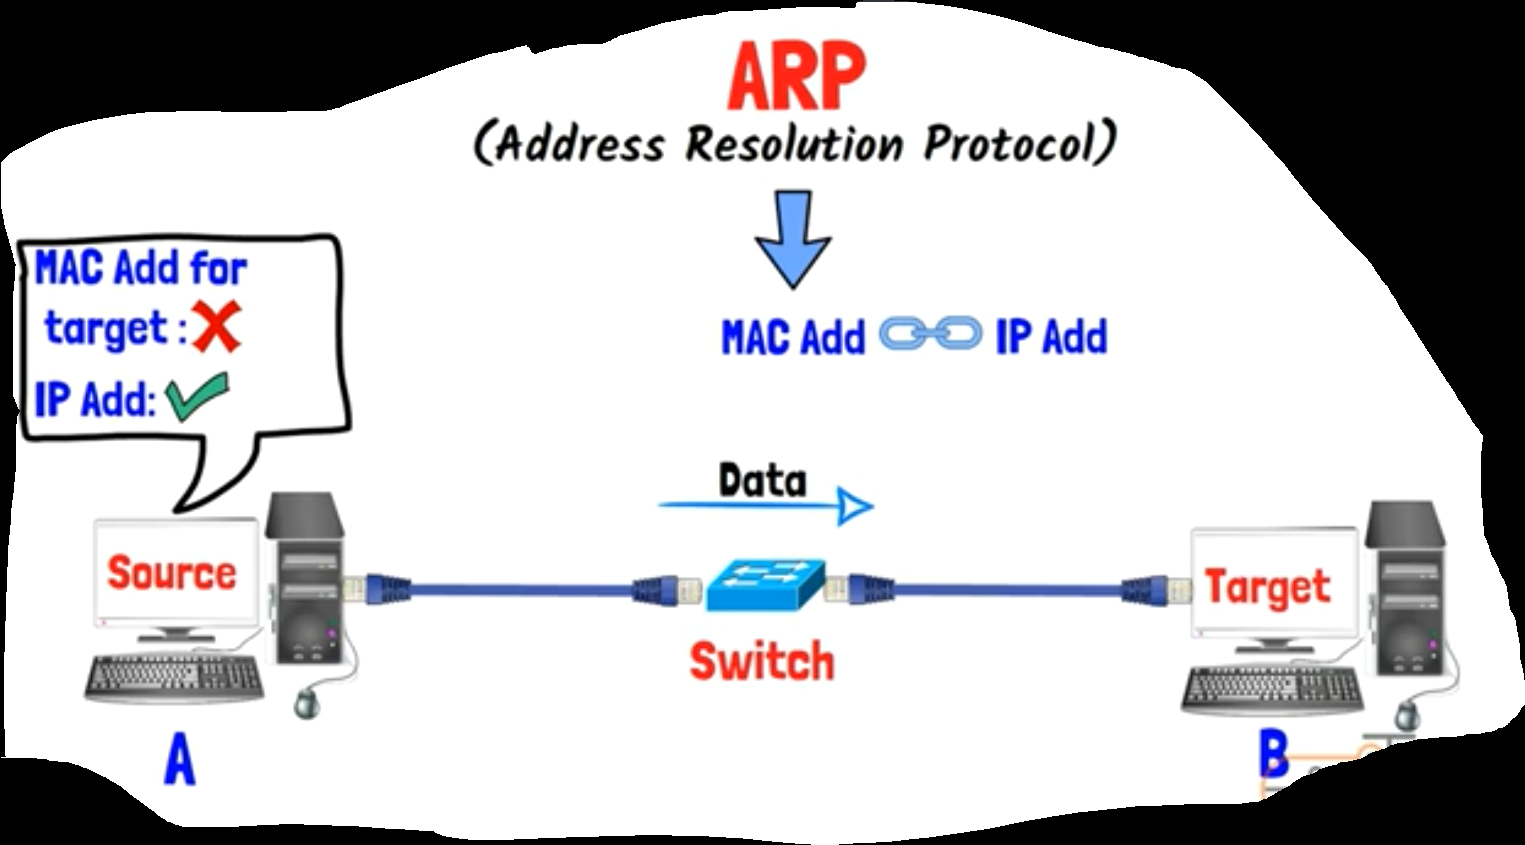 ARP
(Address Resolution Protocol)
MAC Add IP Add
MAC Add for
target :
IP Add:
Data
Source
Target
Switch
A
B